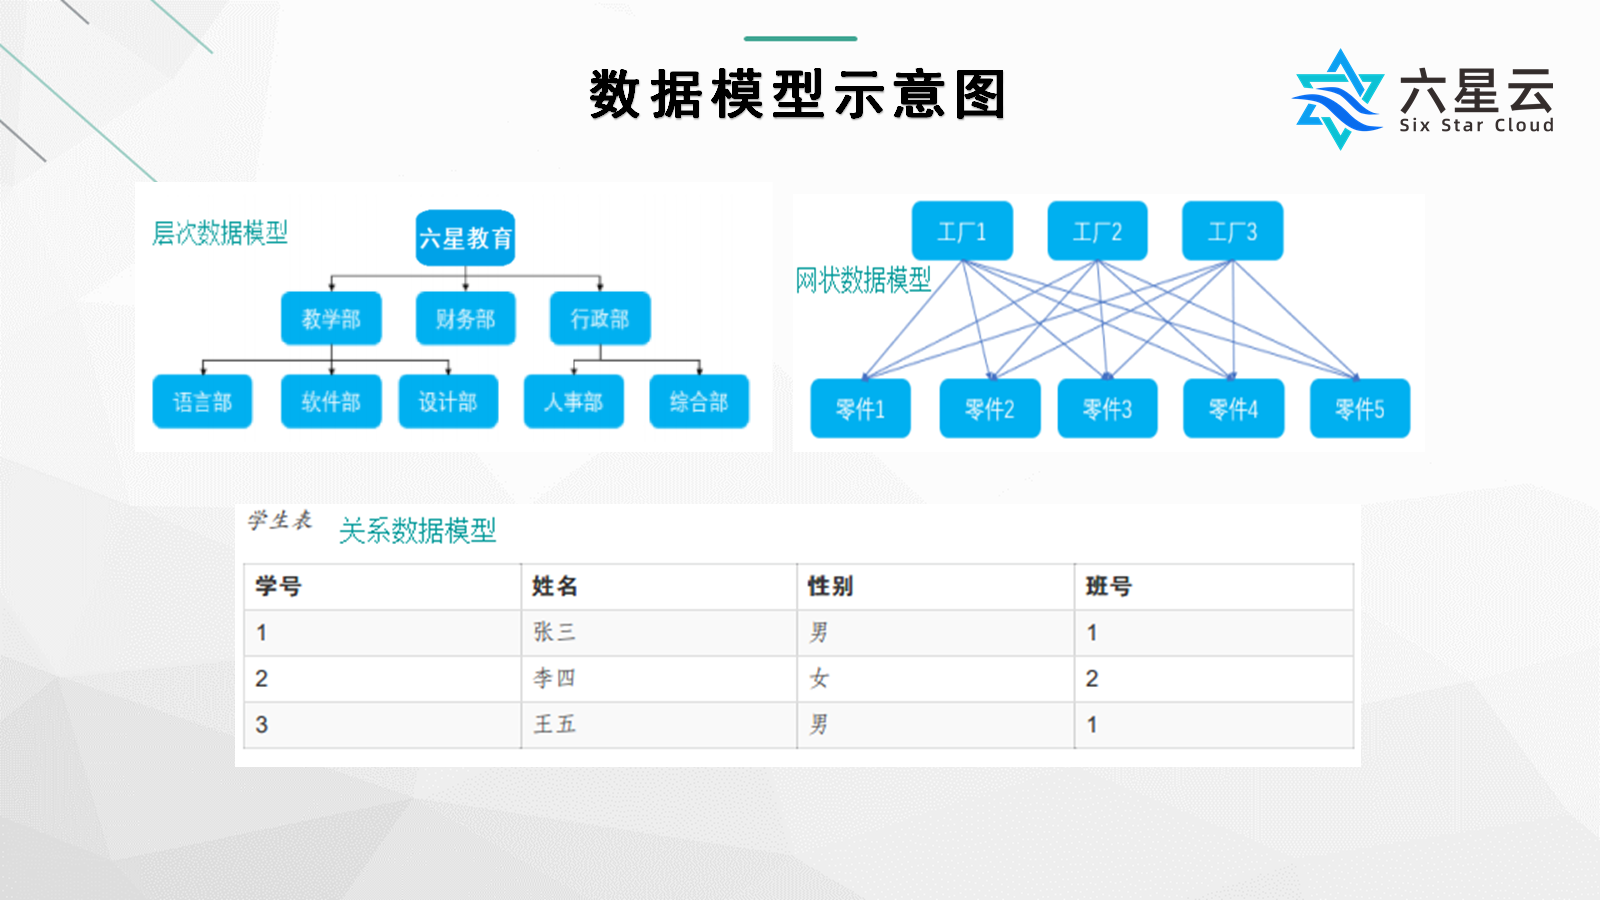 数据模型示意图
六星云
Six Star Cloud
层次数据模型
六星教育
教学部 财务部 行政部
语言部 软件部 设计部 人事部 综合部
工厂1 工厂2 工厂3
网状数据模型
零件1 零件2 零件3 零件4 零件5
学生表 关系数据模型
学号 姓名 性别 班号
1 张三 男 1
2 李四 女 2
3 王五 男 1